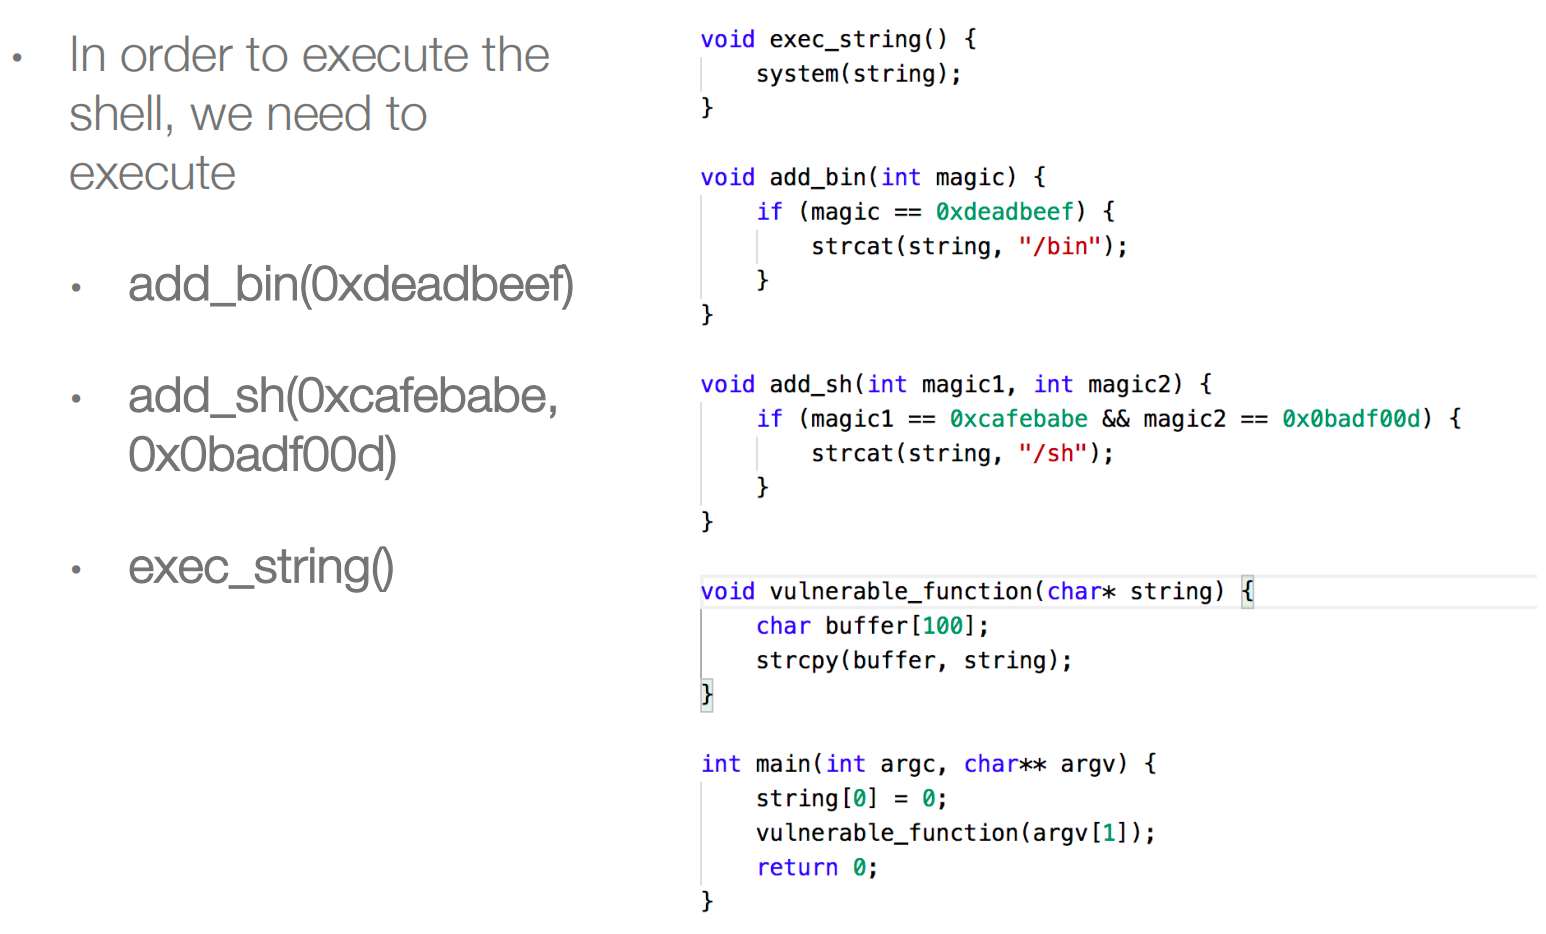 • In order to execute the
shell, we need to
execute
• add_bin(0xdeadbeef)
• add_sh(0xcafebabe,
0x0badf00d)
• exec_string()
void exec_string() {
    system(string);
}
void add_bin(int magic) {
    if (magic == 0xdeadbeef) {
        strcat(string, "/bin");
    }
}
void add_sh(int magic1, int magic2) {
    if (magic1 == 0xcafebabe && magic2 == 0x0badf00d) {
        strcat(string, "/sh");
    }
}
void vulnerable_function(char* string) {
    char buffer[100];
    strcpy(buffer, string);
}
int main(int argc, char** argv) {
    string[0] = 0;
    vulnerable_function(argv[1]);
    return 0;
}